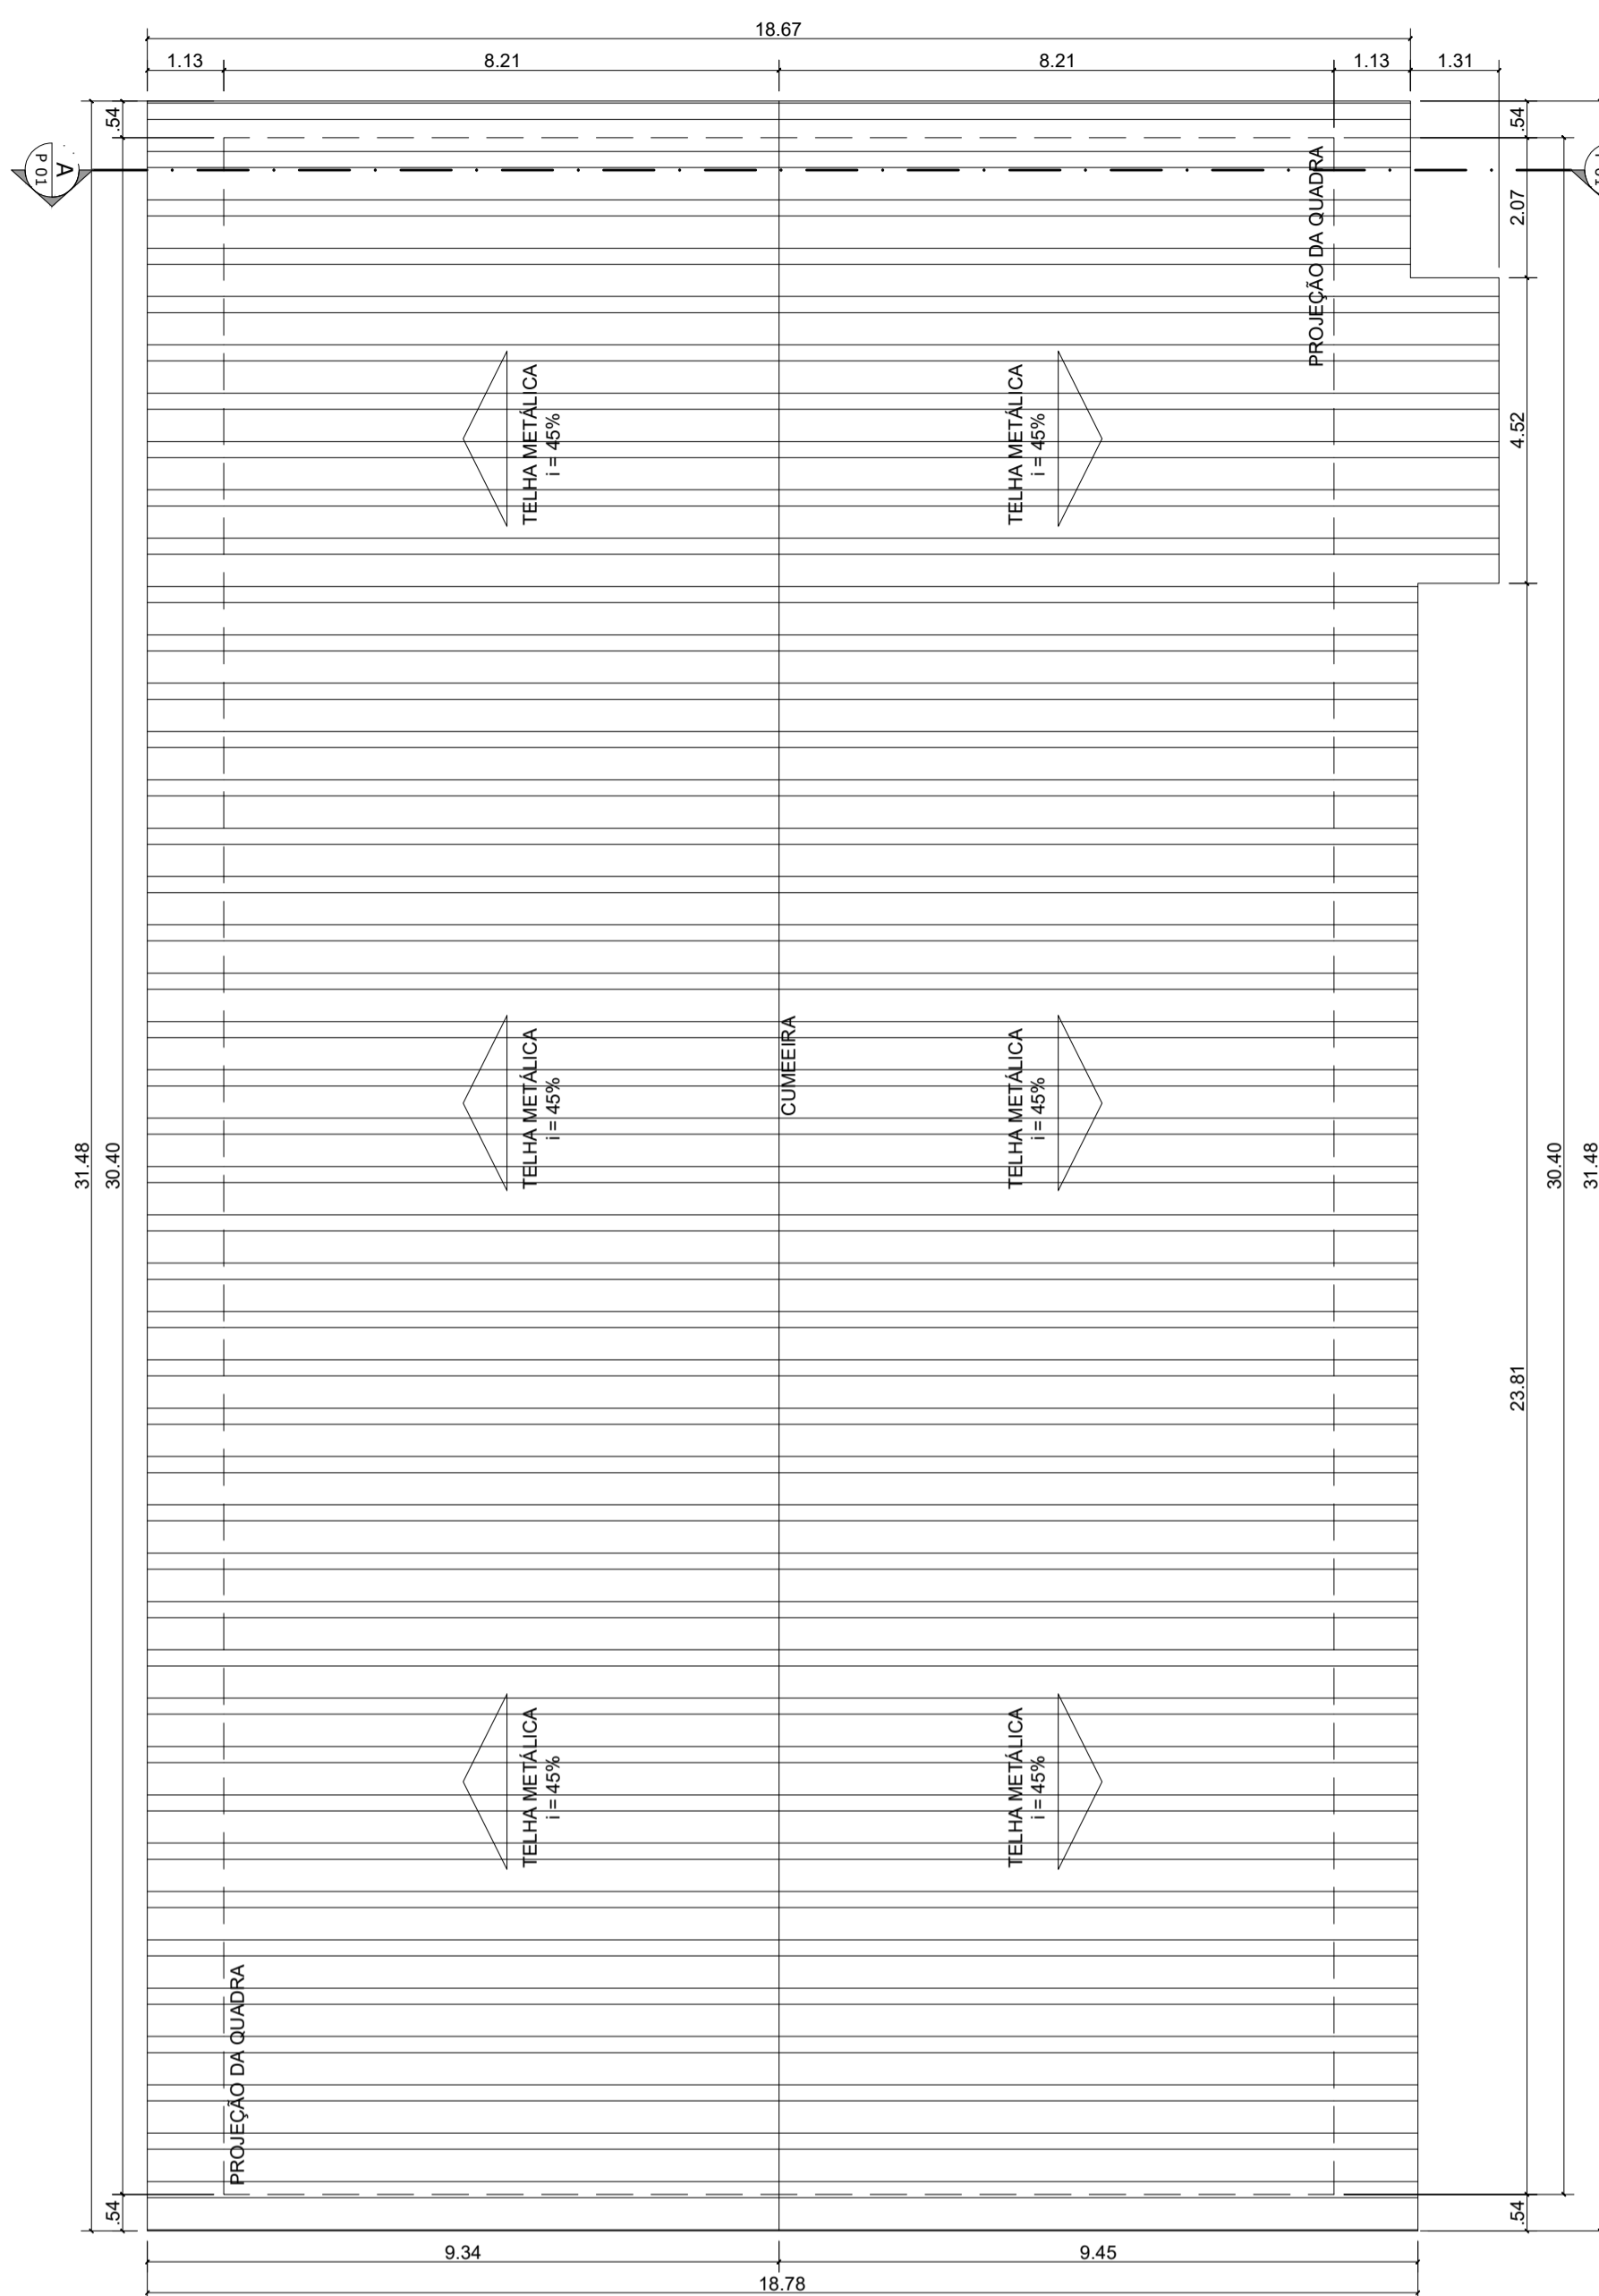 18.67
1.13
8.21
8.21
1.13
1.31
.54
.54
A
P 01
PROJEÇÃO DA QUADRA
2.07
TELHA METÁLICA
i = 45%
TELHA METÁLICA
i = 45%
4.52
TELHA METÁLICA
i = 45%
CUMEEIRA
TELHA METÁLICA
i = 45%
31.48
30.40
30.40
31.48
23.81
TELHA METÁLICA
i = 45%
TELHA METÁLICA
i = 45%
PROJEÇÃO DA QUADRA
.54
.54
9.34
9.45
18.78